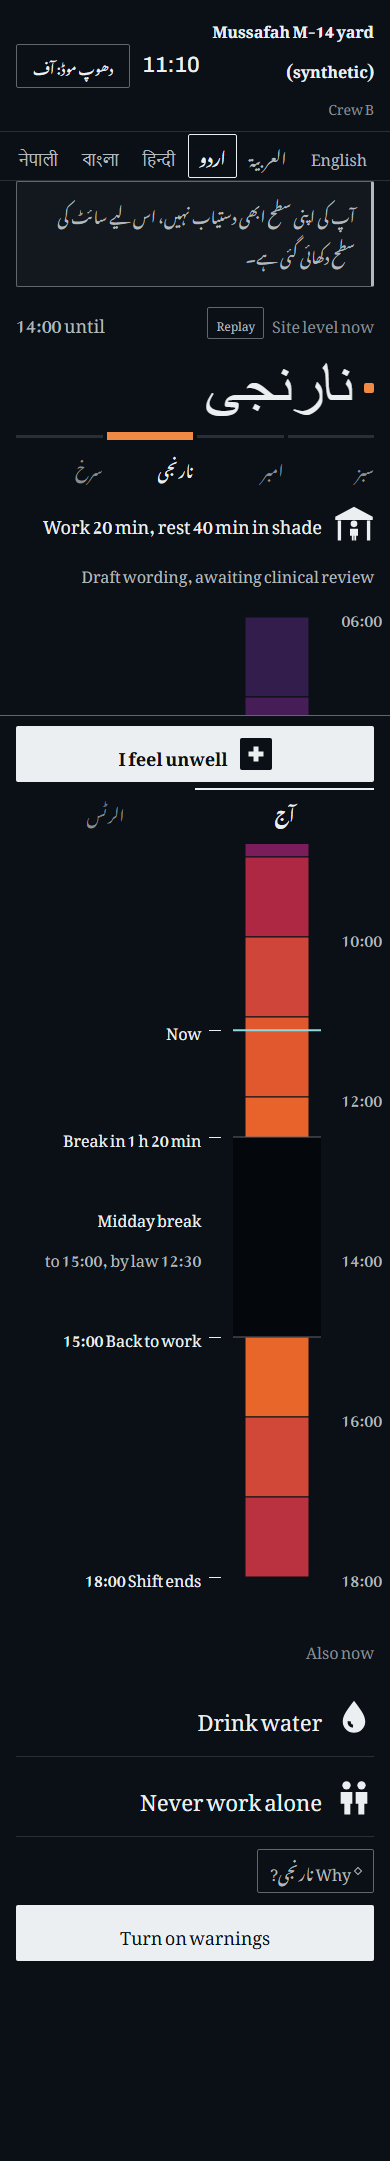 Mussafah M-14 yard
(synthetic)
11:10
دھوپ موڈ: آف
Crew B
English
العربية
اردو
हिन्दी
বাংলা
नेपाली
آپ کی اپنی سطح ابھی دستیاب نہیں، اس لیے سائٹ کی
سطح دکھائی گئی ہے۔
Site level now
Replay
14:00 until
نارنجی
سبز
امبر
نارنجی
سرخ
Work 20 min, rest 40 min in shade
Draft wording, awaiting clinical review
06:00
I feel unwell
آج
الرٹس
10:00
Now
12:00
Break in 1 h 20 min
Midday break
to 15:00, by law 12:30
14:00
15:00 Back to work
16:00
18:00 Shift ends
18:00
Also now
Drink water
Never work alone
Why نارنجی?
Turn on warnings